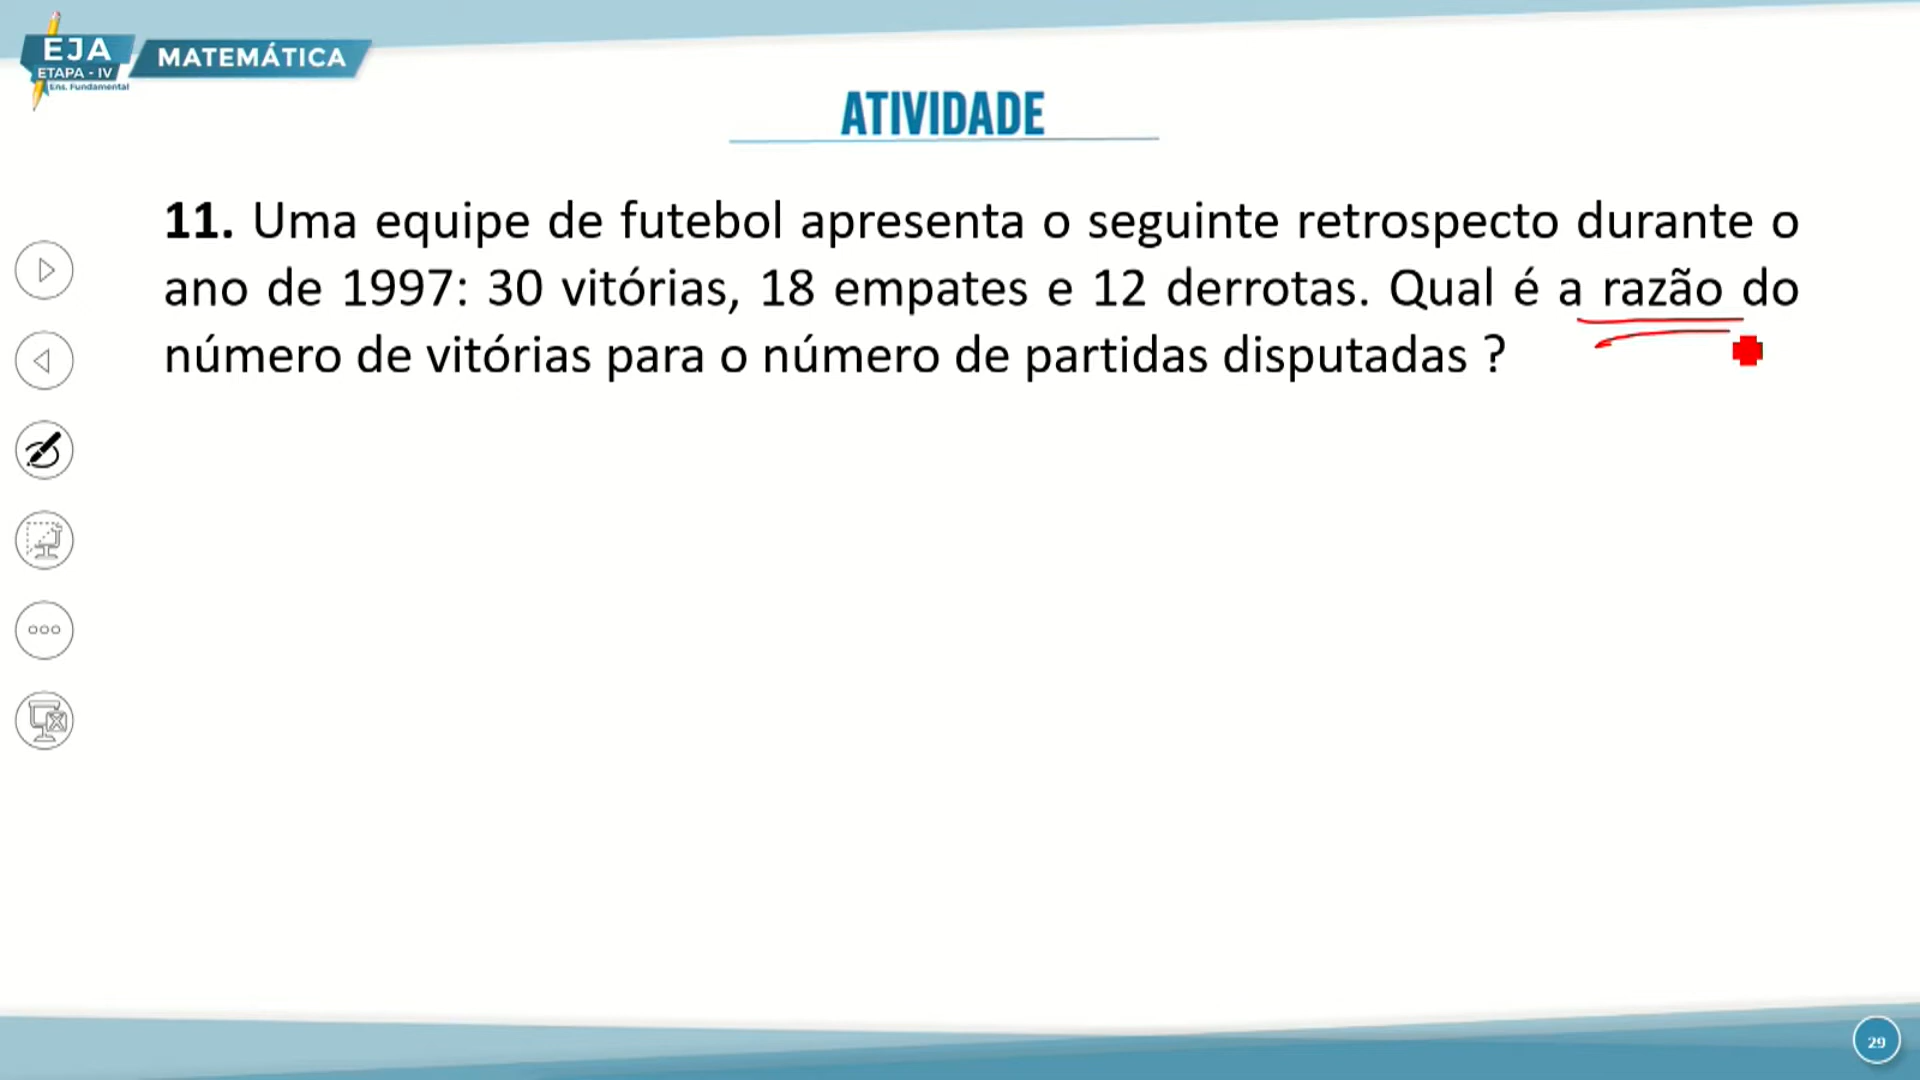 EJA
ETAPA - IV
Ens. Fundamental
MATEMÁTICA
ATIVIDADE
11. Uma equipe de futebol apresenta o seguinte retrospecto durante o
ano de 1997: 30 vitórias, 18 empates e 12 derrotas. Qual é a razão do
número de vitórias para o número de partidas disputadas ?
29